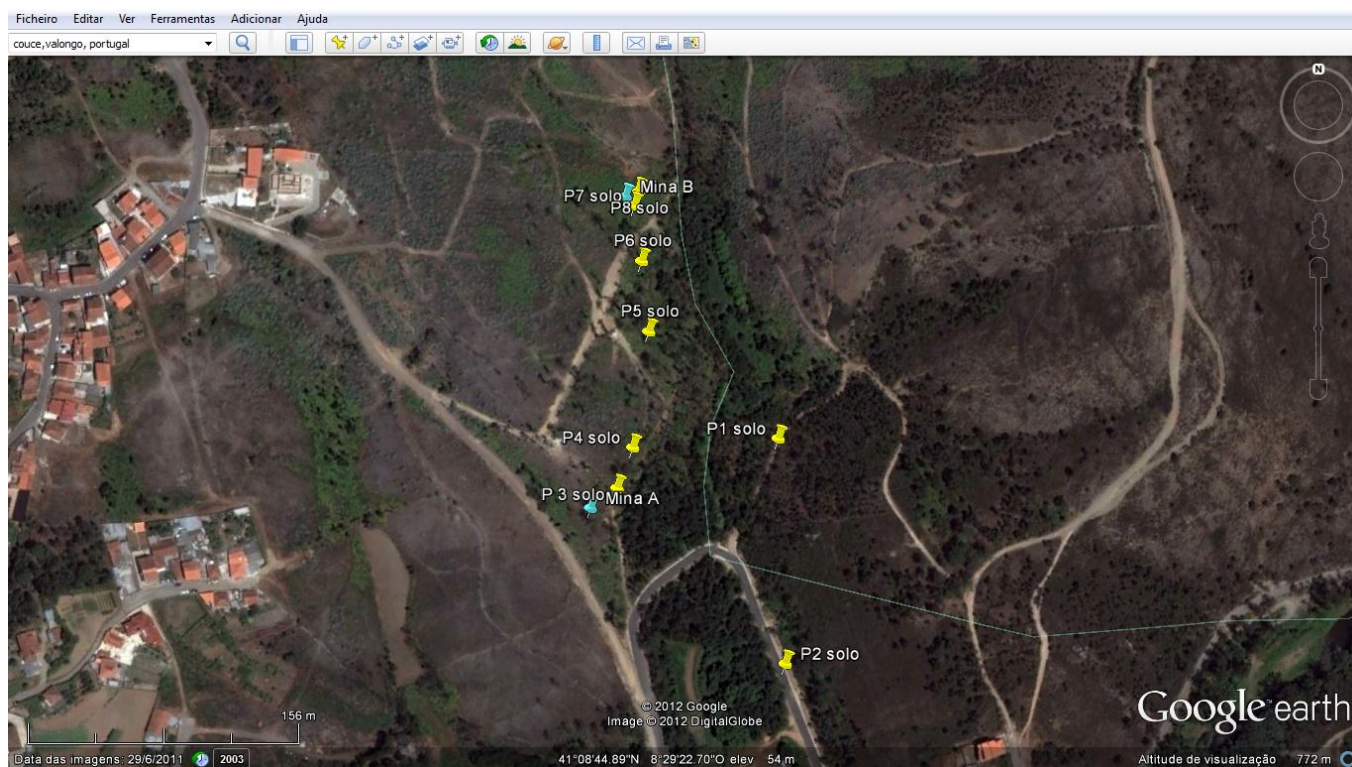 Ficheiro Editar Ver Ferramentas Adicionar Ajuda
couce,valongo, portugal
N
Mina B
P7 solo
P8 solo
P6 solo
P5 solo
P1 solo
P4 solo
P 3 solo
Mina A
P2 solo
© 2012 Google
Image © 2012 DigitalGlobe
Google earth
156 m
Data das imagens: 29/6/2011 2003 41°08'44.89"N 8°29'22.70"O elev 54 m Altitude de visualização 772 m